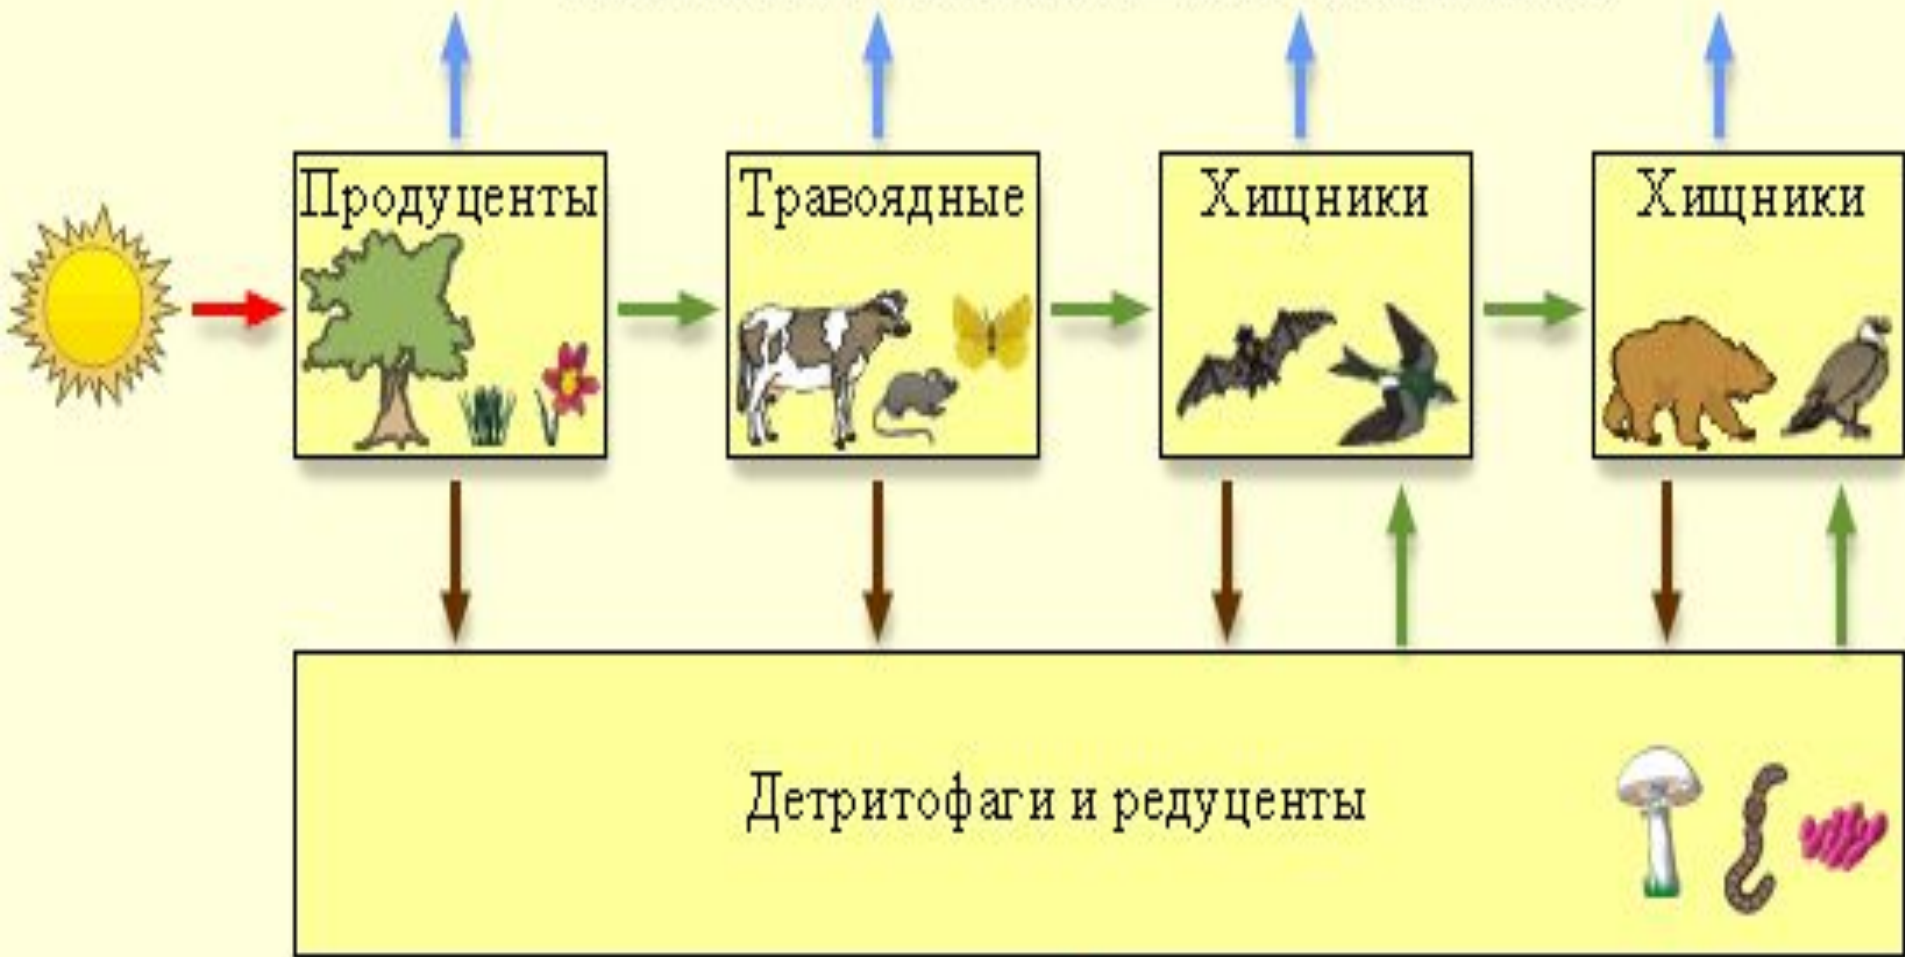 Продуценты
Травоядные
Хищники
Хищники
Детритофаги и редуценты